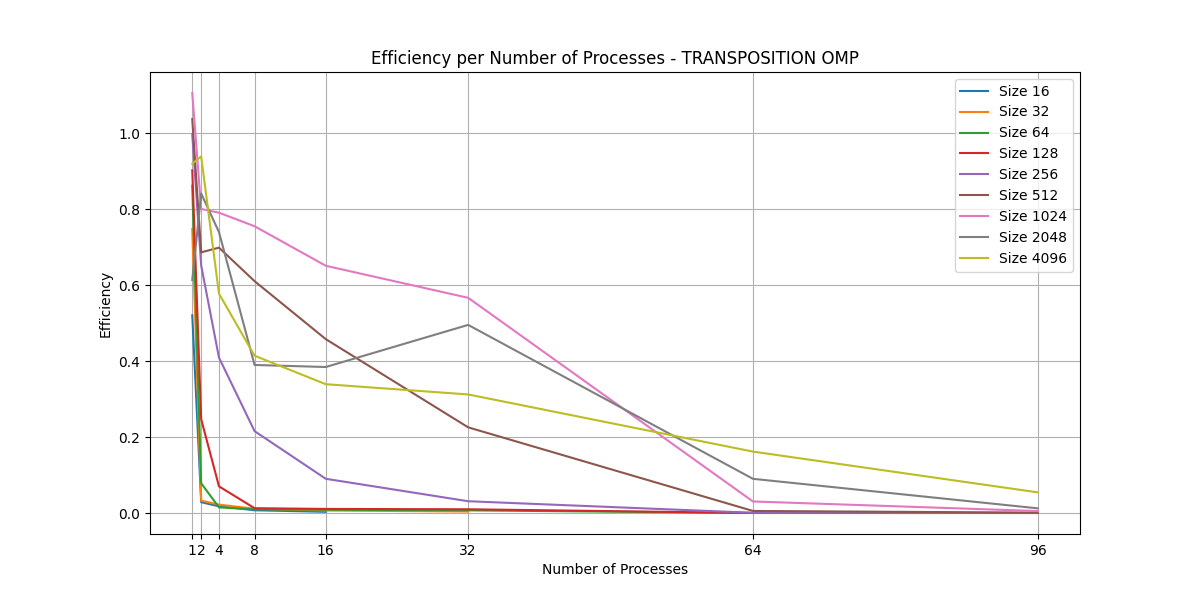 Efficiency per Number of Processes - TRANSPOSITION OMP
Efficiency
1.0
0.8
0.6
0.4
0.2
0.0
1 2 4 8 16 32 64 96
Number of Processes
Size 16
Size 32
Size 64
Size 128
Size 256
Size 512
Size 1024
Size 2048
Size 4096